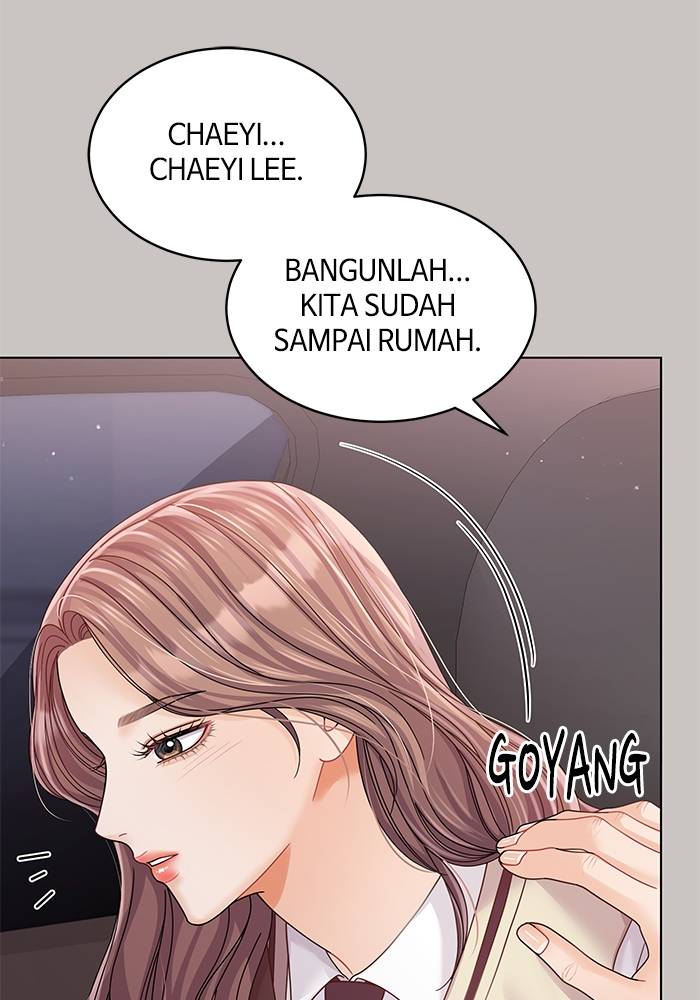 CHAEYI...
CHAEYI LEE.
BANGUNLAH...
KITA SUDAH
SAMPAI RUMAH.
GOYANG